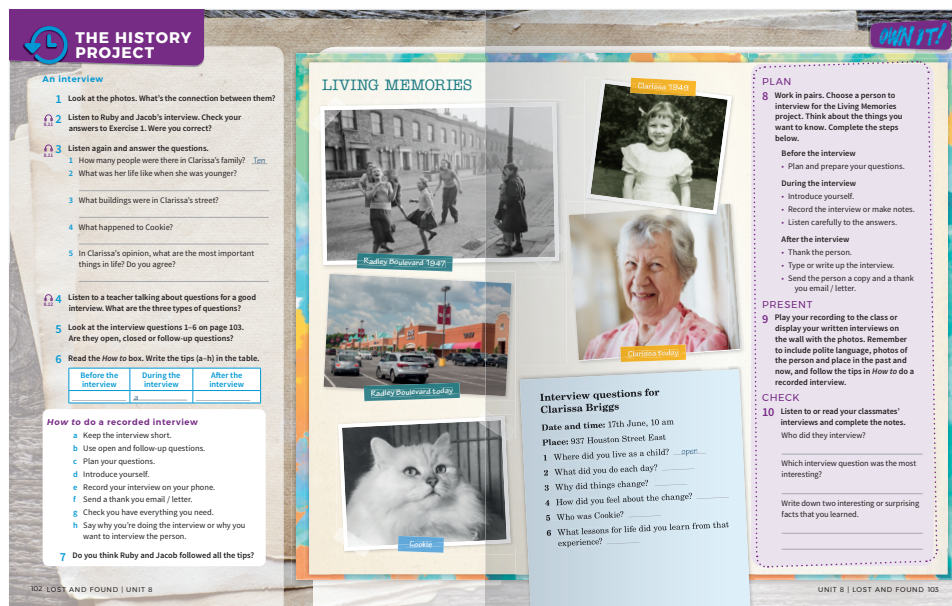 THE HISTORY
PROJECT
An interview
1 Look at the photos. What's the connection between them?
8.11
2 Listen to Ruby and Jacob's interview. Check your
answers to Exercise 1. Were you correct?
8.11
3 Listen again and answer the questions.
1 How many people were there in Clarissa's family? Ten
2 What was her life like when she was younger?
3 What buildings were in Clarissa's street?
4 What happened to Cookie?
5 In Clarissa's opinion, what are the most important
things in life? Do you agree?
8.12
4 Listen to a teacher talking about questions for a good
interview. What are the three types of questions?
5 Look at the interview questions 1–6 on page 103.
Are they open, closed or follow-up questions?
6 Read the How to box. Write the tips (a–h) in the table.
Before the interview
During the interview
After the interview
a
How to do a recorded interview
a Keep the interview short.
b Use open and follow-up questions.
c Plan your questions.
d Introduce yourself.
e Record your interview on your phone.
f Send a thank you email / letter.
g Check you have everything you need.
h Say why you're doing the interview or why you
want to interview the person.
7 Do you think Ruby and Jacob followed all the tips?
102 LOST AND FOUND | UNIT 8
LIVING MEMORIES
Radley Boulevard 1947
Clarissa 1949
Clarissa today
Radley Boulevard today
Cookie
Interview questions for
Clarissa Briggs
Date and time: 17th June, 10 am
Place: 937 Houston Street East
1 Where did you live as a child? open
2 What did you do each day?
3 Why did things change?
4 How did you feel about the change?
5 Who was Cookie?
6 What lessons for life did you learn from that
experience?
OWN IT!
PLAN
8 Work in pairs. Choose a person to
interview for the Living Memories
project. Think about the things you
want to know. Complete the steps
below.
Before the interview
• Plan and prepare your questions.
During the interview
• Introduce yourself.
• Record the interview or make notes.
• Listen carefully to the answers.
After the interview
• Thank the person.
• Type or write up the interview.
• Send the person a copy and a thank
you email / letter.
PRESENT
9 Play your recording to the class or
display your written interviews on
the wall with the photos. Remember
to include polite language, photos of
the person and place in the past and
now, and follow the tips in How to do a
recorded interview.
CHECK
10 Listen to or read your classmates'
interviews and complete the notes.
Who did they interview?
Which interview question was the most
interesting?
Write down two interesting or surprising
facts that you learned.
UNIT 8 | LOST AND FOUND 103